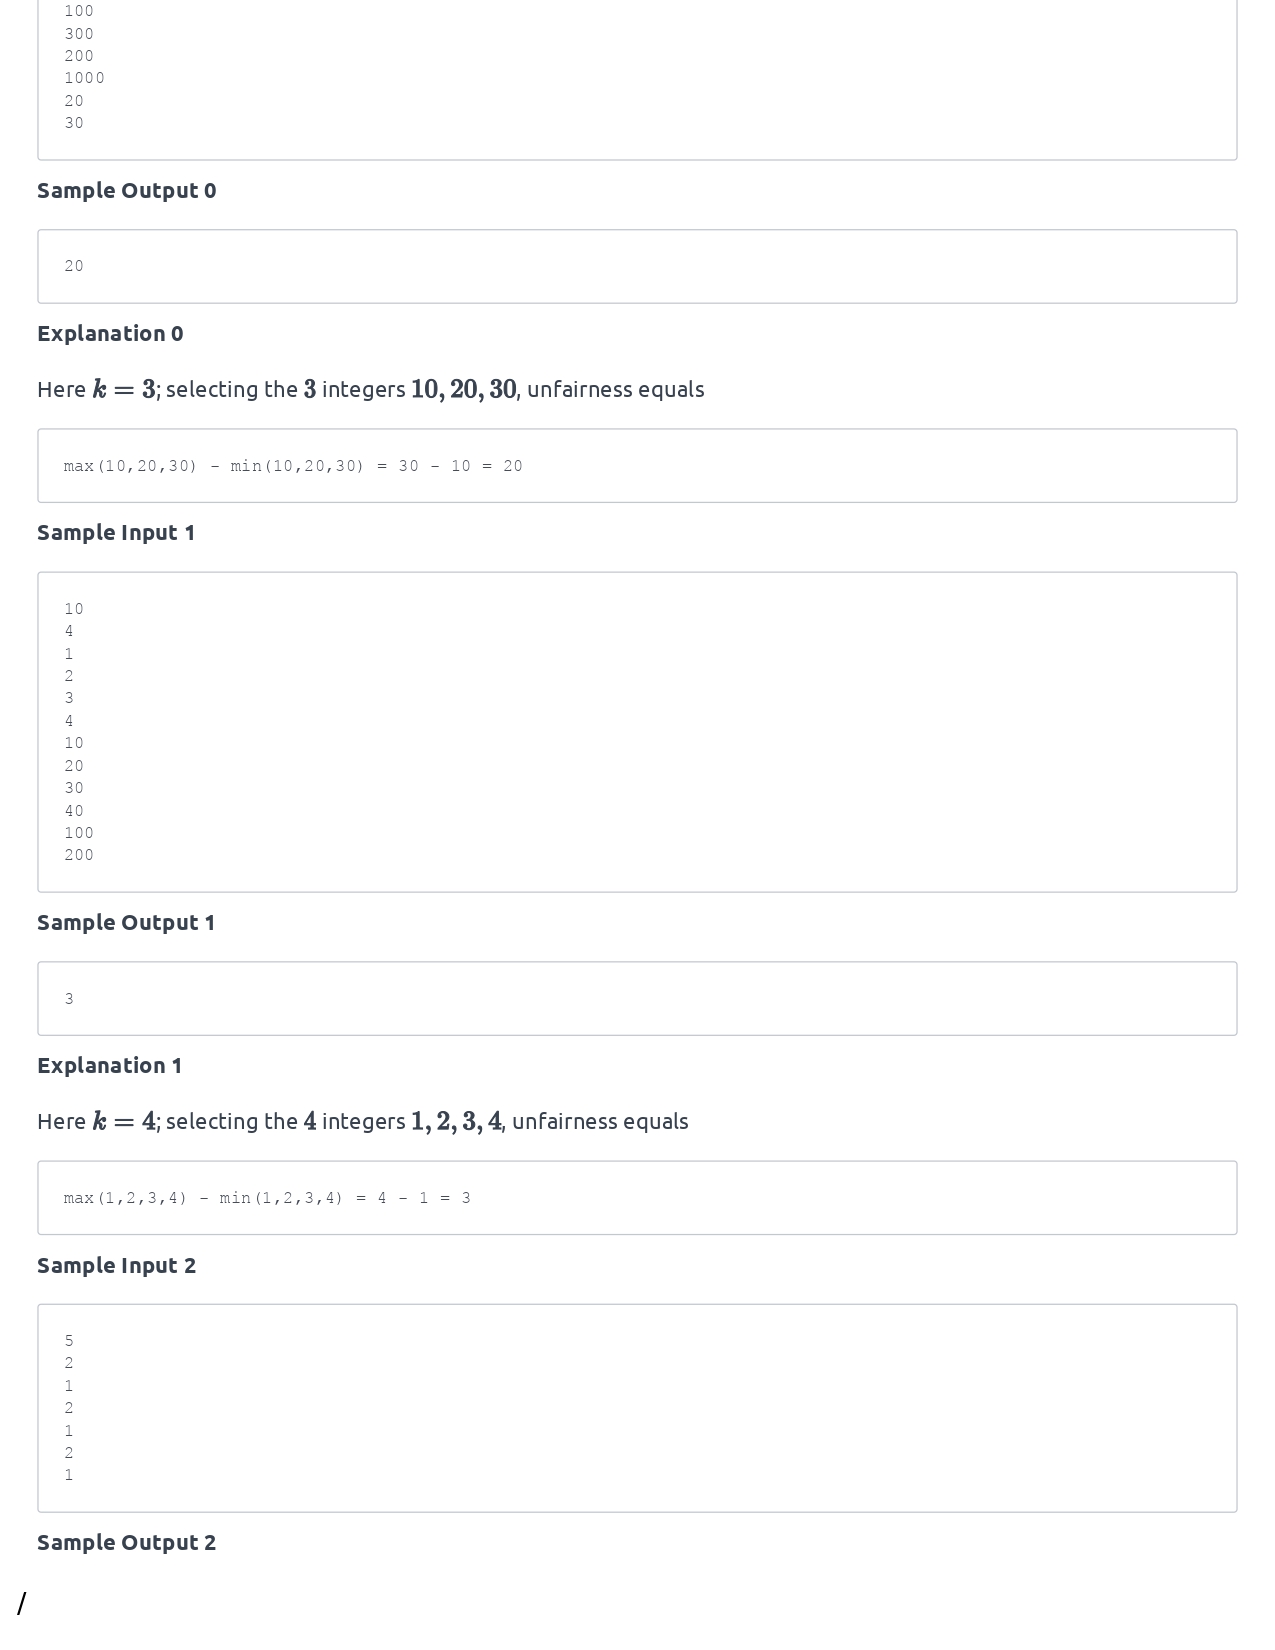 100
300
200
1000
20
30
Sample Output 0
20
Explanation 0
Here k = 3; selecting the 3 integers 10, 20, 30, unfairness equals
max(10,20,30) - min(10,20,30) = 30 - 10 = 20
Sample Input 1
10
4
1
2
3
4
10
20
30
40
100
200
Sample Output 1
3
Explanation 1
Here k = 4; selecting the 4 integers 1, 2, 3, 4, unfairness equals
max(1,2,3,4) - min(1,2,3,4) = 4 - 1 = 3
Sample Input 2
5
2
1
2
1
2
1
Sample Output 2
/